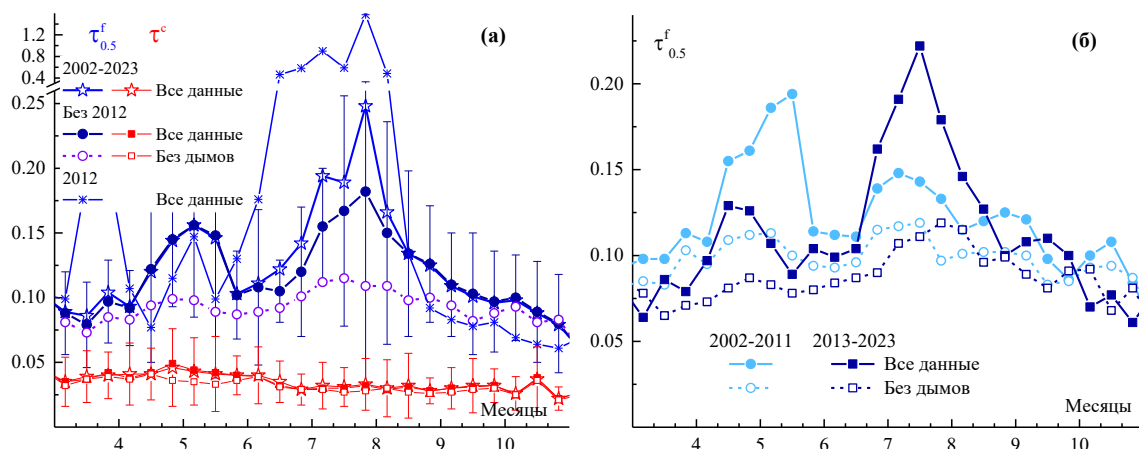 (а)
τ^f_0.5 τ^c
2002-2023
Все данные
Без 2012
Все данные
Без дымов
2012
Все данные
1.2
0.8
0.4
0.25
0.20
0.15
0.10
0.05
Месяцы
4 5 6 7 8 9 10
(б)
τ^f_0.5
0.20
0.15
0.10
0.05
2002-2011 2013-2023
Все данные
Без дымов
Месяцы
4 5 6 7 8 9 10